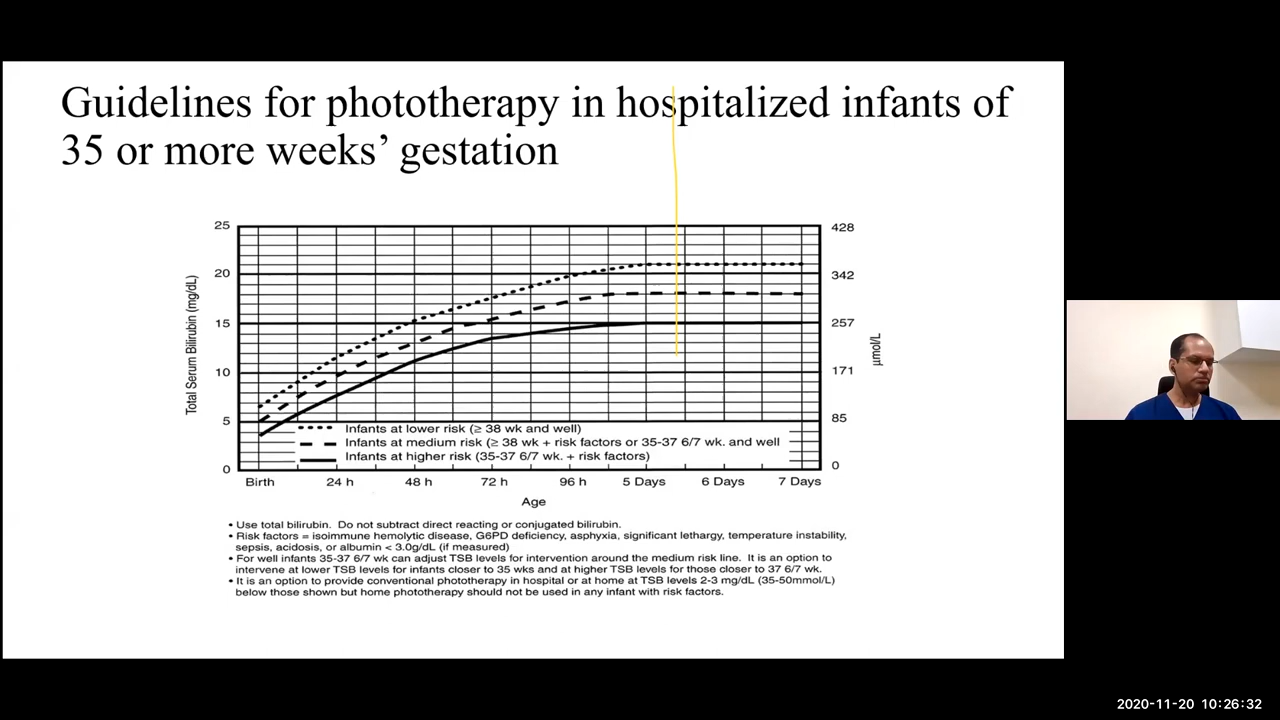 Guidelines for phototherapy in hospitalized infants of
35 or more weeks’ gestation
25
20
15
10
5
0
Total Serum Bilirubin (mg/dL)
428
342
257
171
85
0
µmol/L
Infants at lower risk (≥ 38 wk and well)
Infants at medium risk (≥ 38 wk + risk factors or 35-37 6/7 wk. and well
Infants at higher risk (35-37 6/7 wk. + risk factors)
Birth 24 h 48 h 72 h 96 h 5 Days 6 Days 7 Days
Age
• Use total bilirubin. Do not subtract direct reacting or conjugated bilirubin.
• Risk factors = isoimmune hemolytic disease, G6PD deficiency, asphyxia, significant lethargy, temperature instability,
sepsis, acidosis, or albumin < 3.0g/dL (if measured)
• For well infants 35-37 6/7 wk can adjust TSB levels for intervention around the medium risk line. It is an option to
intervene at lower TSB levels for infants closer to 35 wks and at higher TSB levels for those closer to 37 6/7 wk.
• It is an option to provide conventional phototherapy in hospital or at home at TSB levels 2-3 mg/dL (35-50mmol/L)
below those shown but home phototherapy should not be used in any infant with risk factors.
2020-11-20 10:26:32